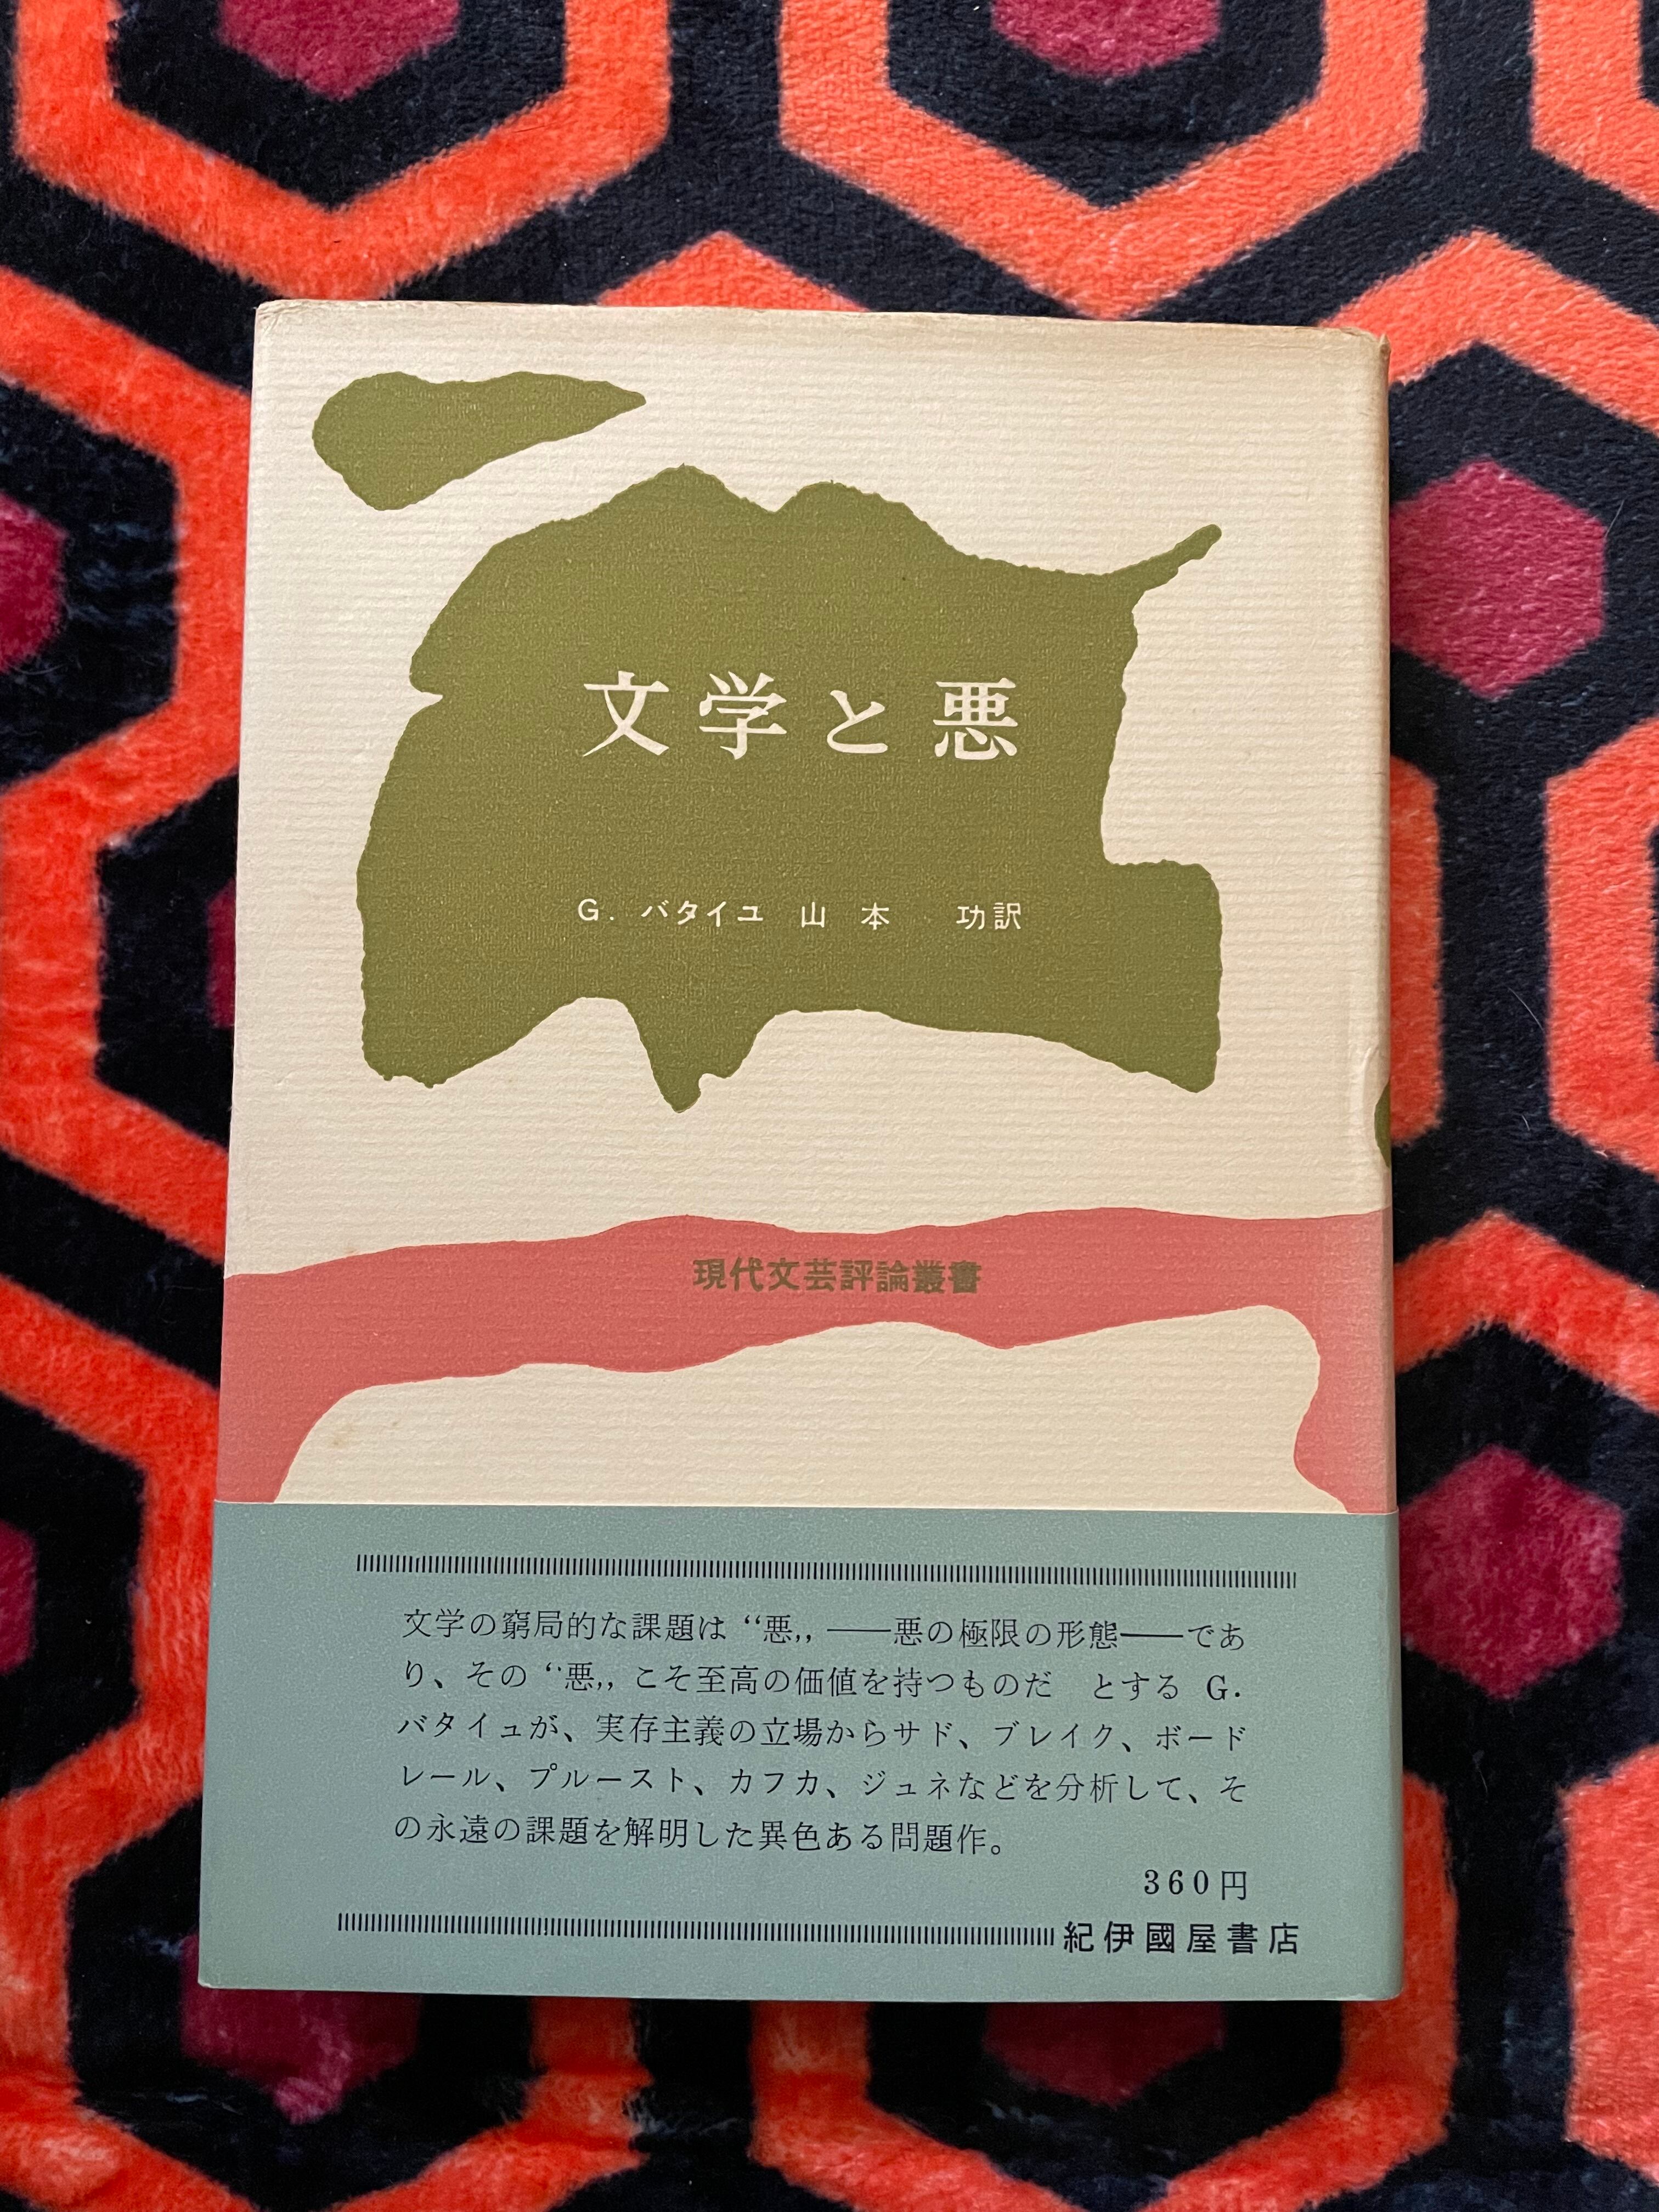 文学と悪
G. バタイユ 山本 功訳
現代文芸評論叢書
文学の窮局的な課題は“悪,,――悪の極限の形態――であ
り、その“悪,,こそ至高の価値を持つものだ　とする G.
バタイュが、実存主義の立場からサド、ブレイク、ボード
レール、プルースト、カフカ、ジュネなどを分析して、そ
の永遠の課題を解明した異色ある問題作。
360円
紀伊國屋書店